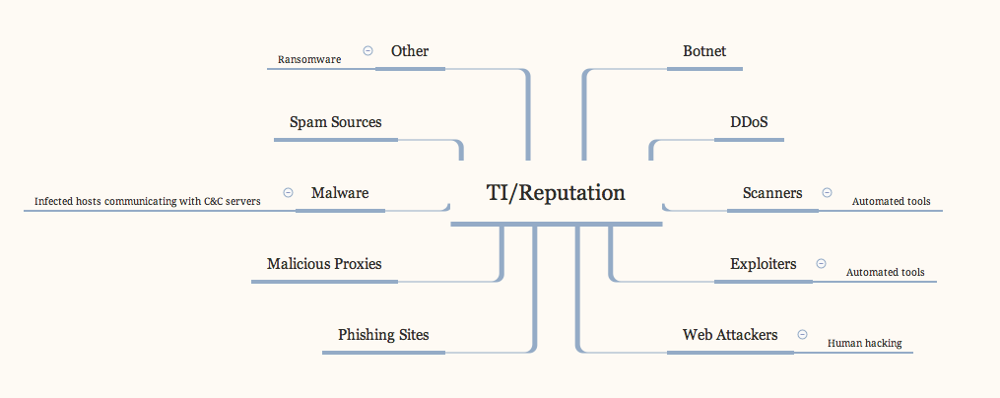 Other
Ransomware
Botnet
Spam Sources
DDoS
TI/Reputation
Malware
Infected hosts communicating with C&C servers
Scanners
Automated tools
Malicious Proxies
Exploiters
Automated tools
Phishing Sites
Web Attackers
Human hacking